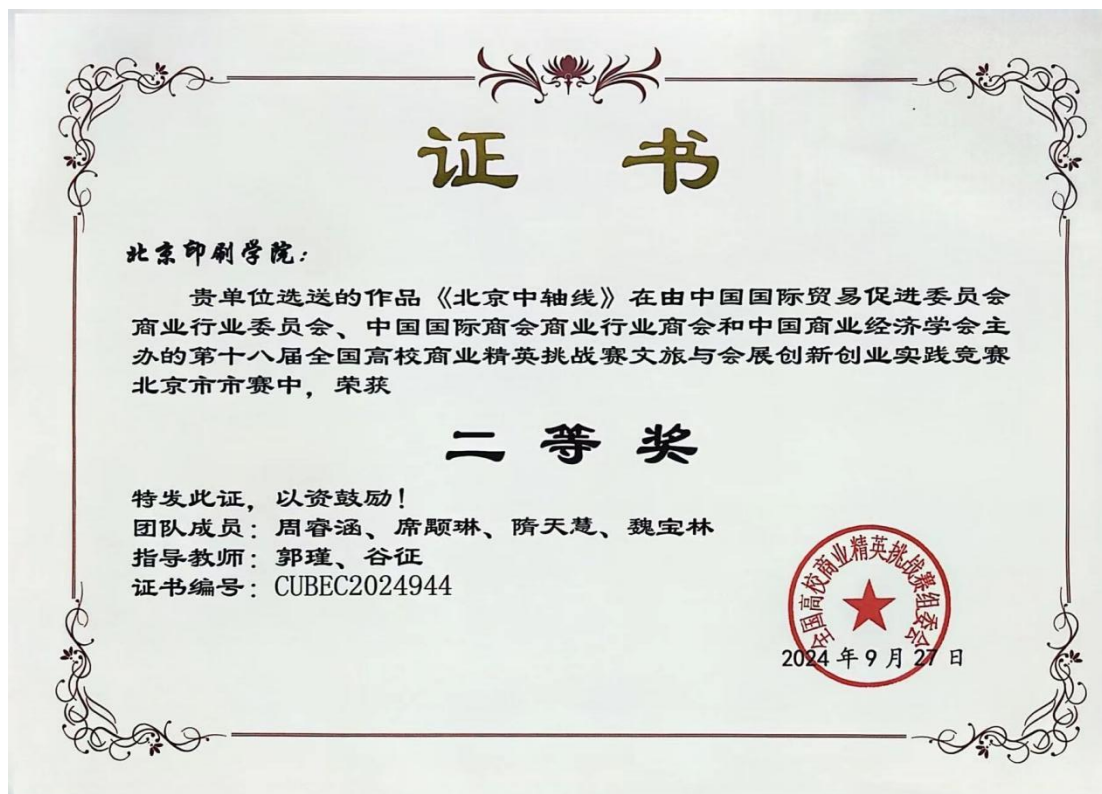 证 书
北京印刷学院：
贵单位选送的作品《北京中轴线》在由中国国际贸易促进委员会
商业行业委员会、中国国际商会商业行业商会和中国商业经济学会主
办的第十八届全国高校商业精英挑战赛文旅与会展创新创业实践竞赛
北京市市赛中，荣获
二 等 奖
特发此证，以资鼓励！
团队成员：周睿涵、席颢琳、隋天慧、魏宝林
指导教师：郭瑾、谷征
证书编号：CUBEC2024944
全国高校商业精英挑战赛组委会
2024 年 9 月 27 日